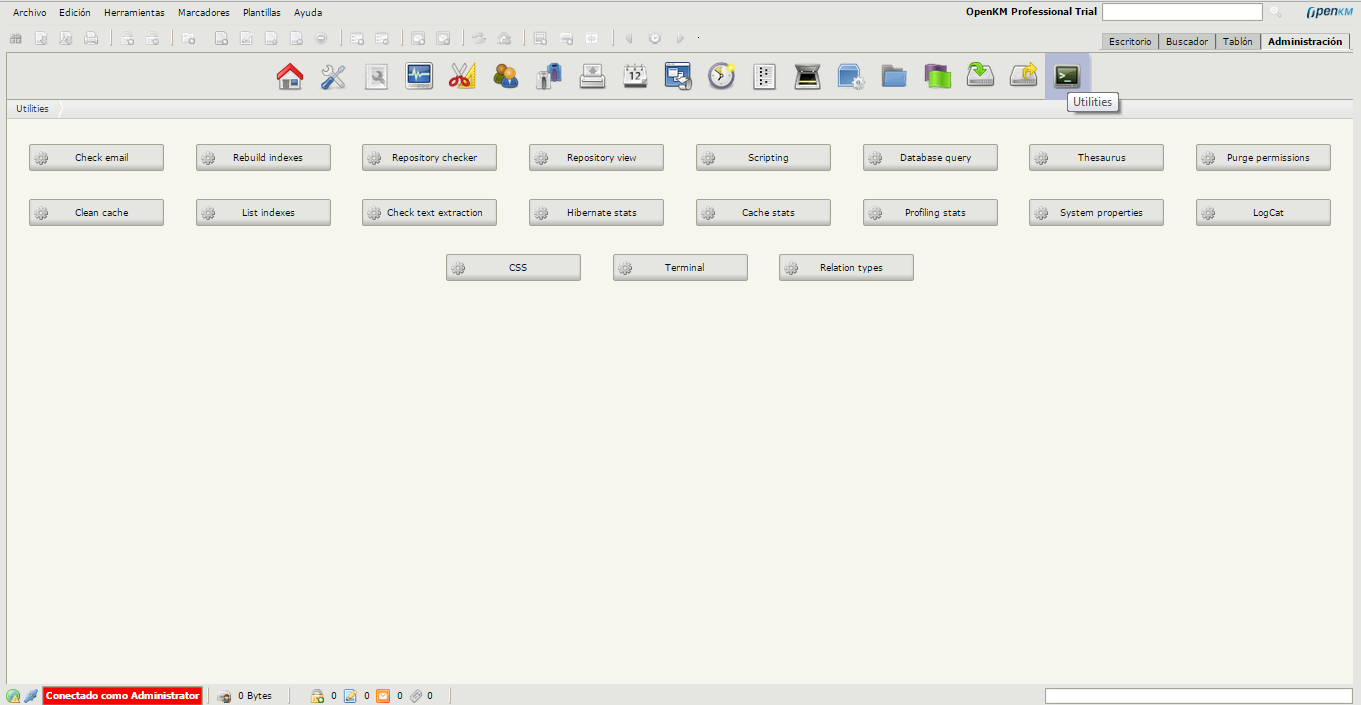 Archivo Edición Herramientas Marcadores Plantillas Ayuda
OpenKM Professional Trial
OpenKM
Escritorio Buscador Tablón Administración
12
Utilities
Utilities
Check email Rebuild indexes Repository checker Repository view Scripting Database query Thesaurus Purge permissions
Clean cache List indexes Check text extraction Hibernate stats Cache stats Profiling stats System properties LogCat
CSS Terminal Relation types
Conectado como Administrator 0 Bytes 0 0 0 0